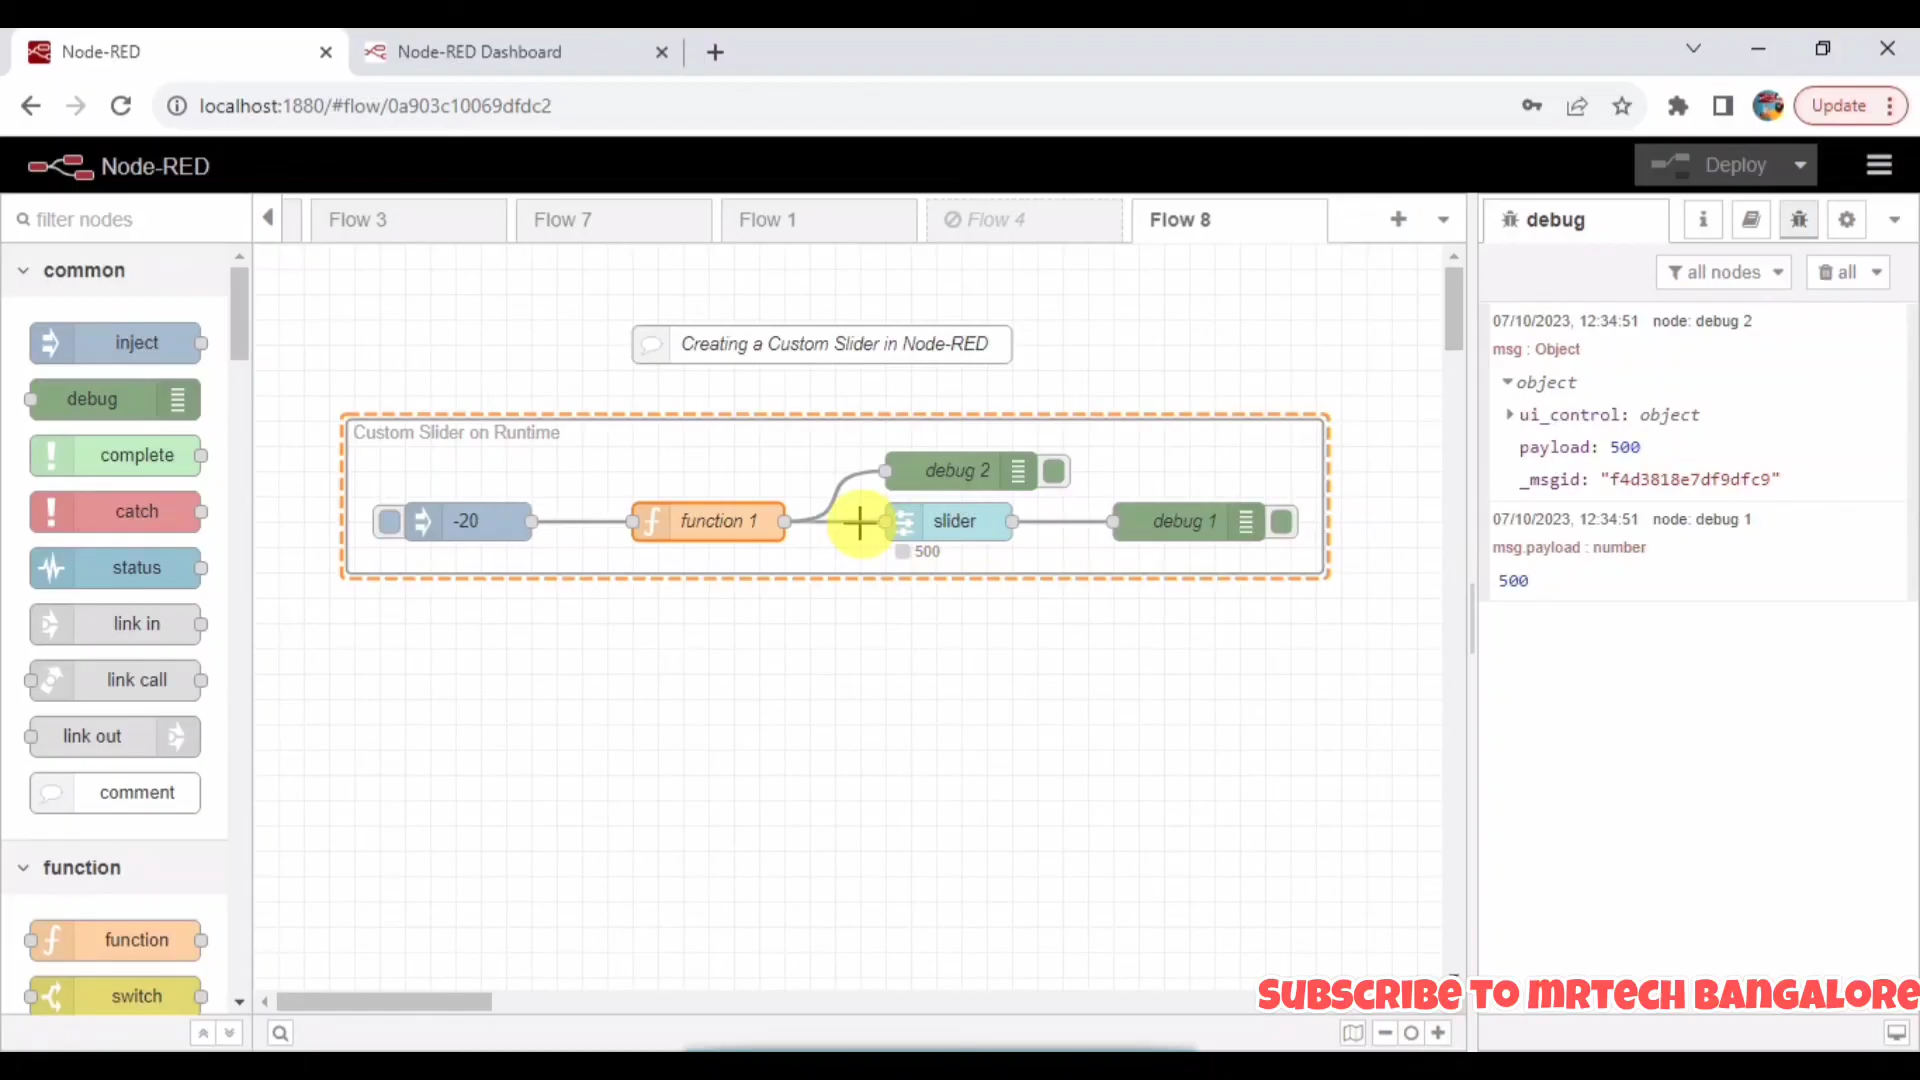 Node-RED
Node-RED Dashboard
localhost:1880/#flow/0a903c10069dfdc2
Update
Node-RED
Deploy
filter nodes
Flow 3
Flow 7
Flow 1
Flow 4
Flow 8
debug
all nodes
all
common
inject
debug
complete
catch
status
link in
link call
link out
comment
function
function
switch
Creating a Custom Slider in Node-RED
Custom Slider on Runtime
debug 2
-20
function 1
slider
debug 1
500
07/10/2023, 12:34:51 node: debug 2
msg : Object
object
ui_control: object
payload: 500
_msgid: "f4d3818e7df9dfc9"
07/10/2023, 12:34:51 node: debug 1
msg.payload : number
500
SUBSCRIBE TO MRTECH BANGALORE